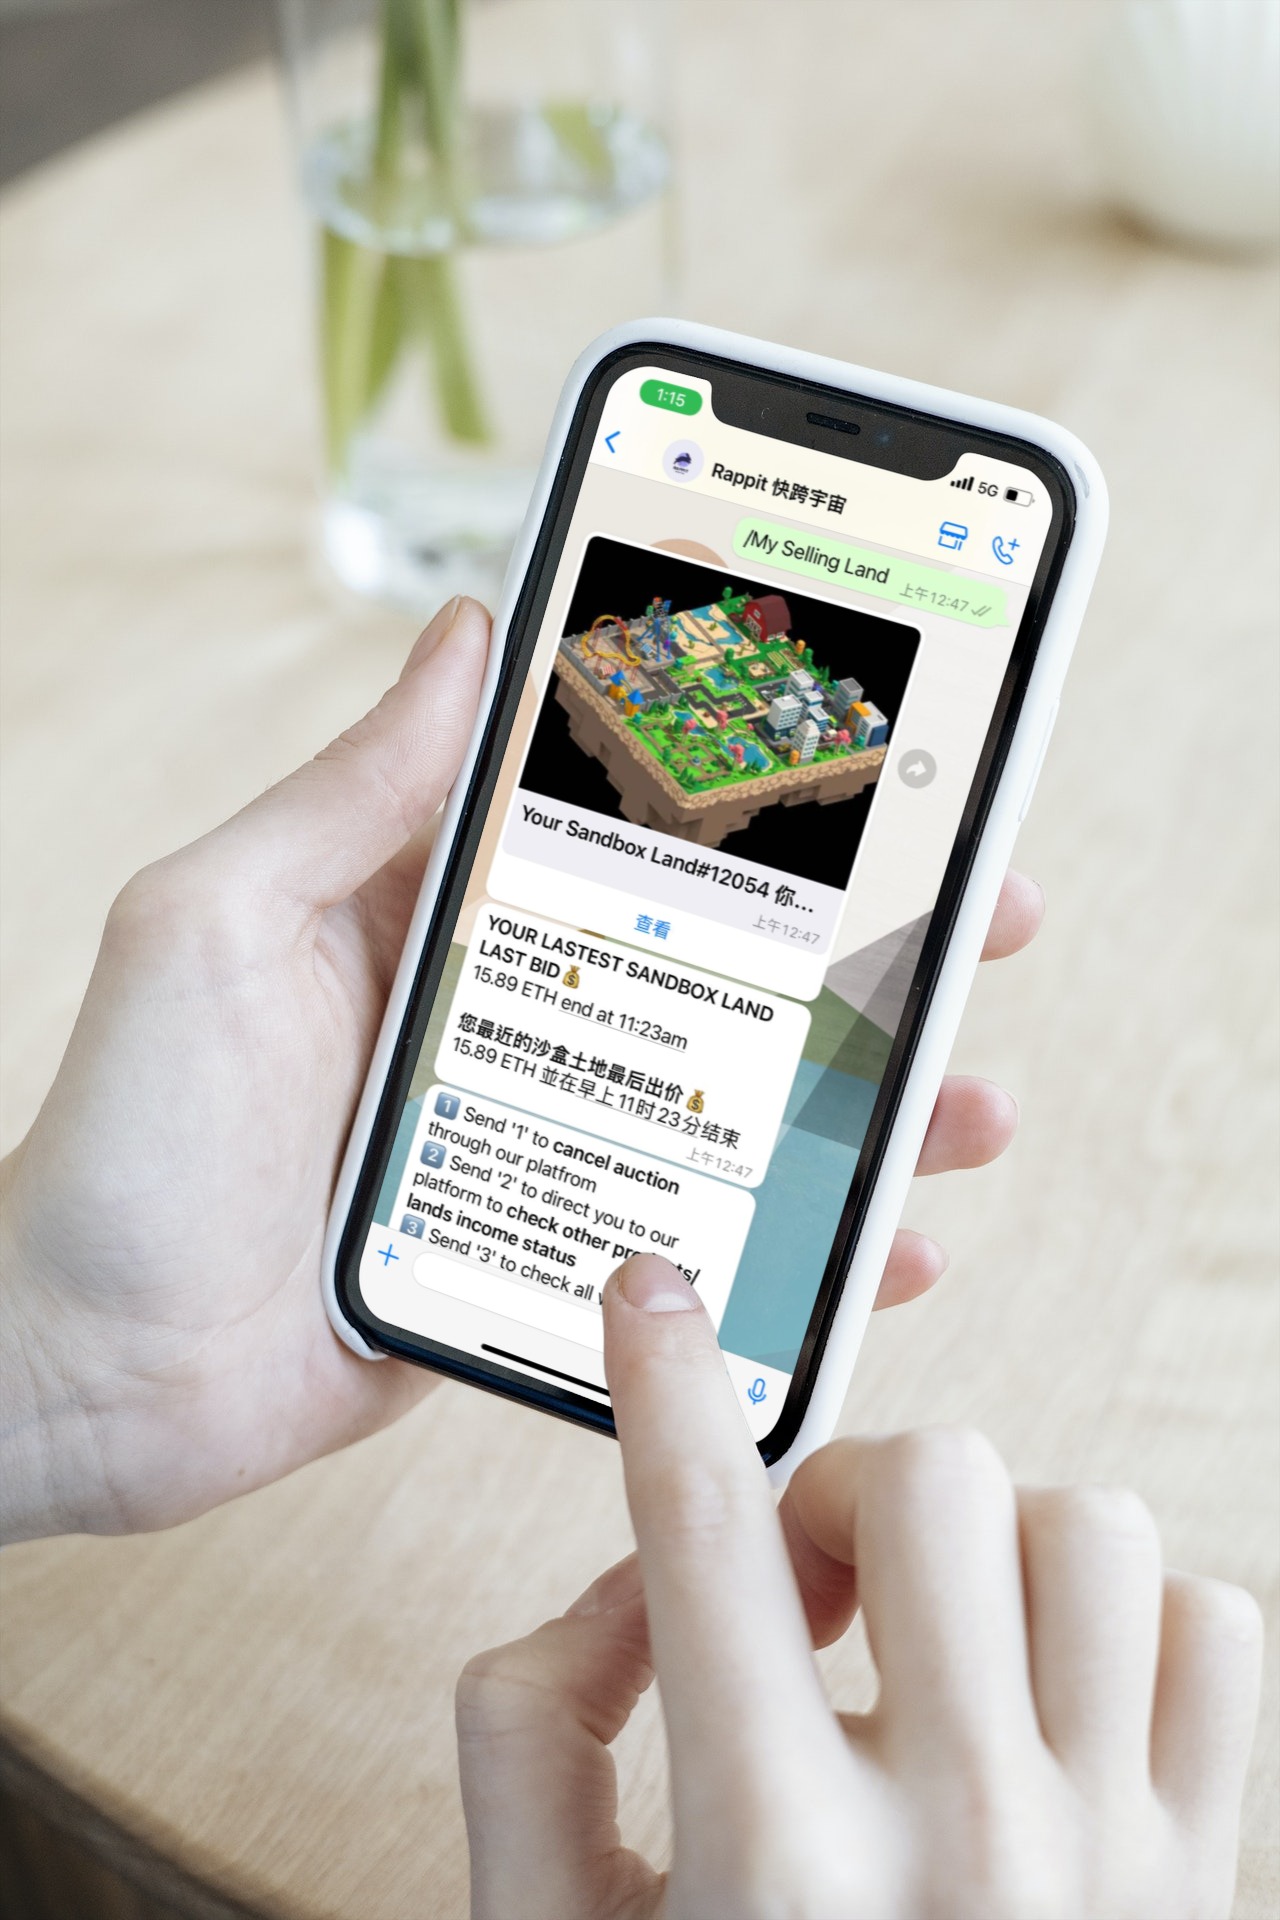 1:15
5G
Rappit 快跨宇宙
/My Selling Land 上午12:47
Your Sandbox Land#12054 你...
上午12:47
查看
YOUR LASTEST SANDBOX LAND
LAST BID💰
15.89 ETH end at 11:23am
您最近的沙盒土地最后出价💰
15.89 ETH 並在早上 11时 23分结束
上午12:47
1️⃣ Send '1' to cancel auction
through our platfrom
2️⃣ Send '2' to direct you to our
platform to check other
lands income status
3️⃣ Send '3' to check all